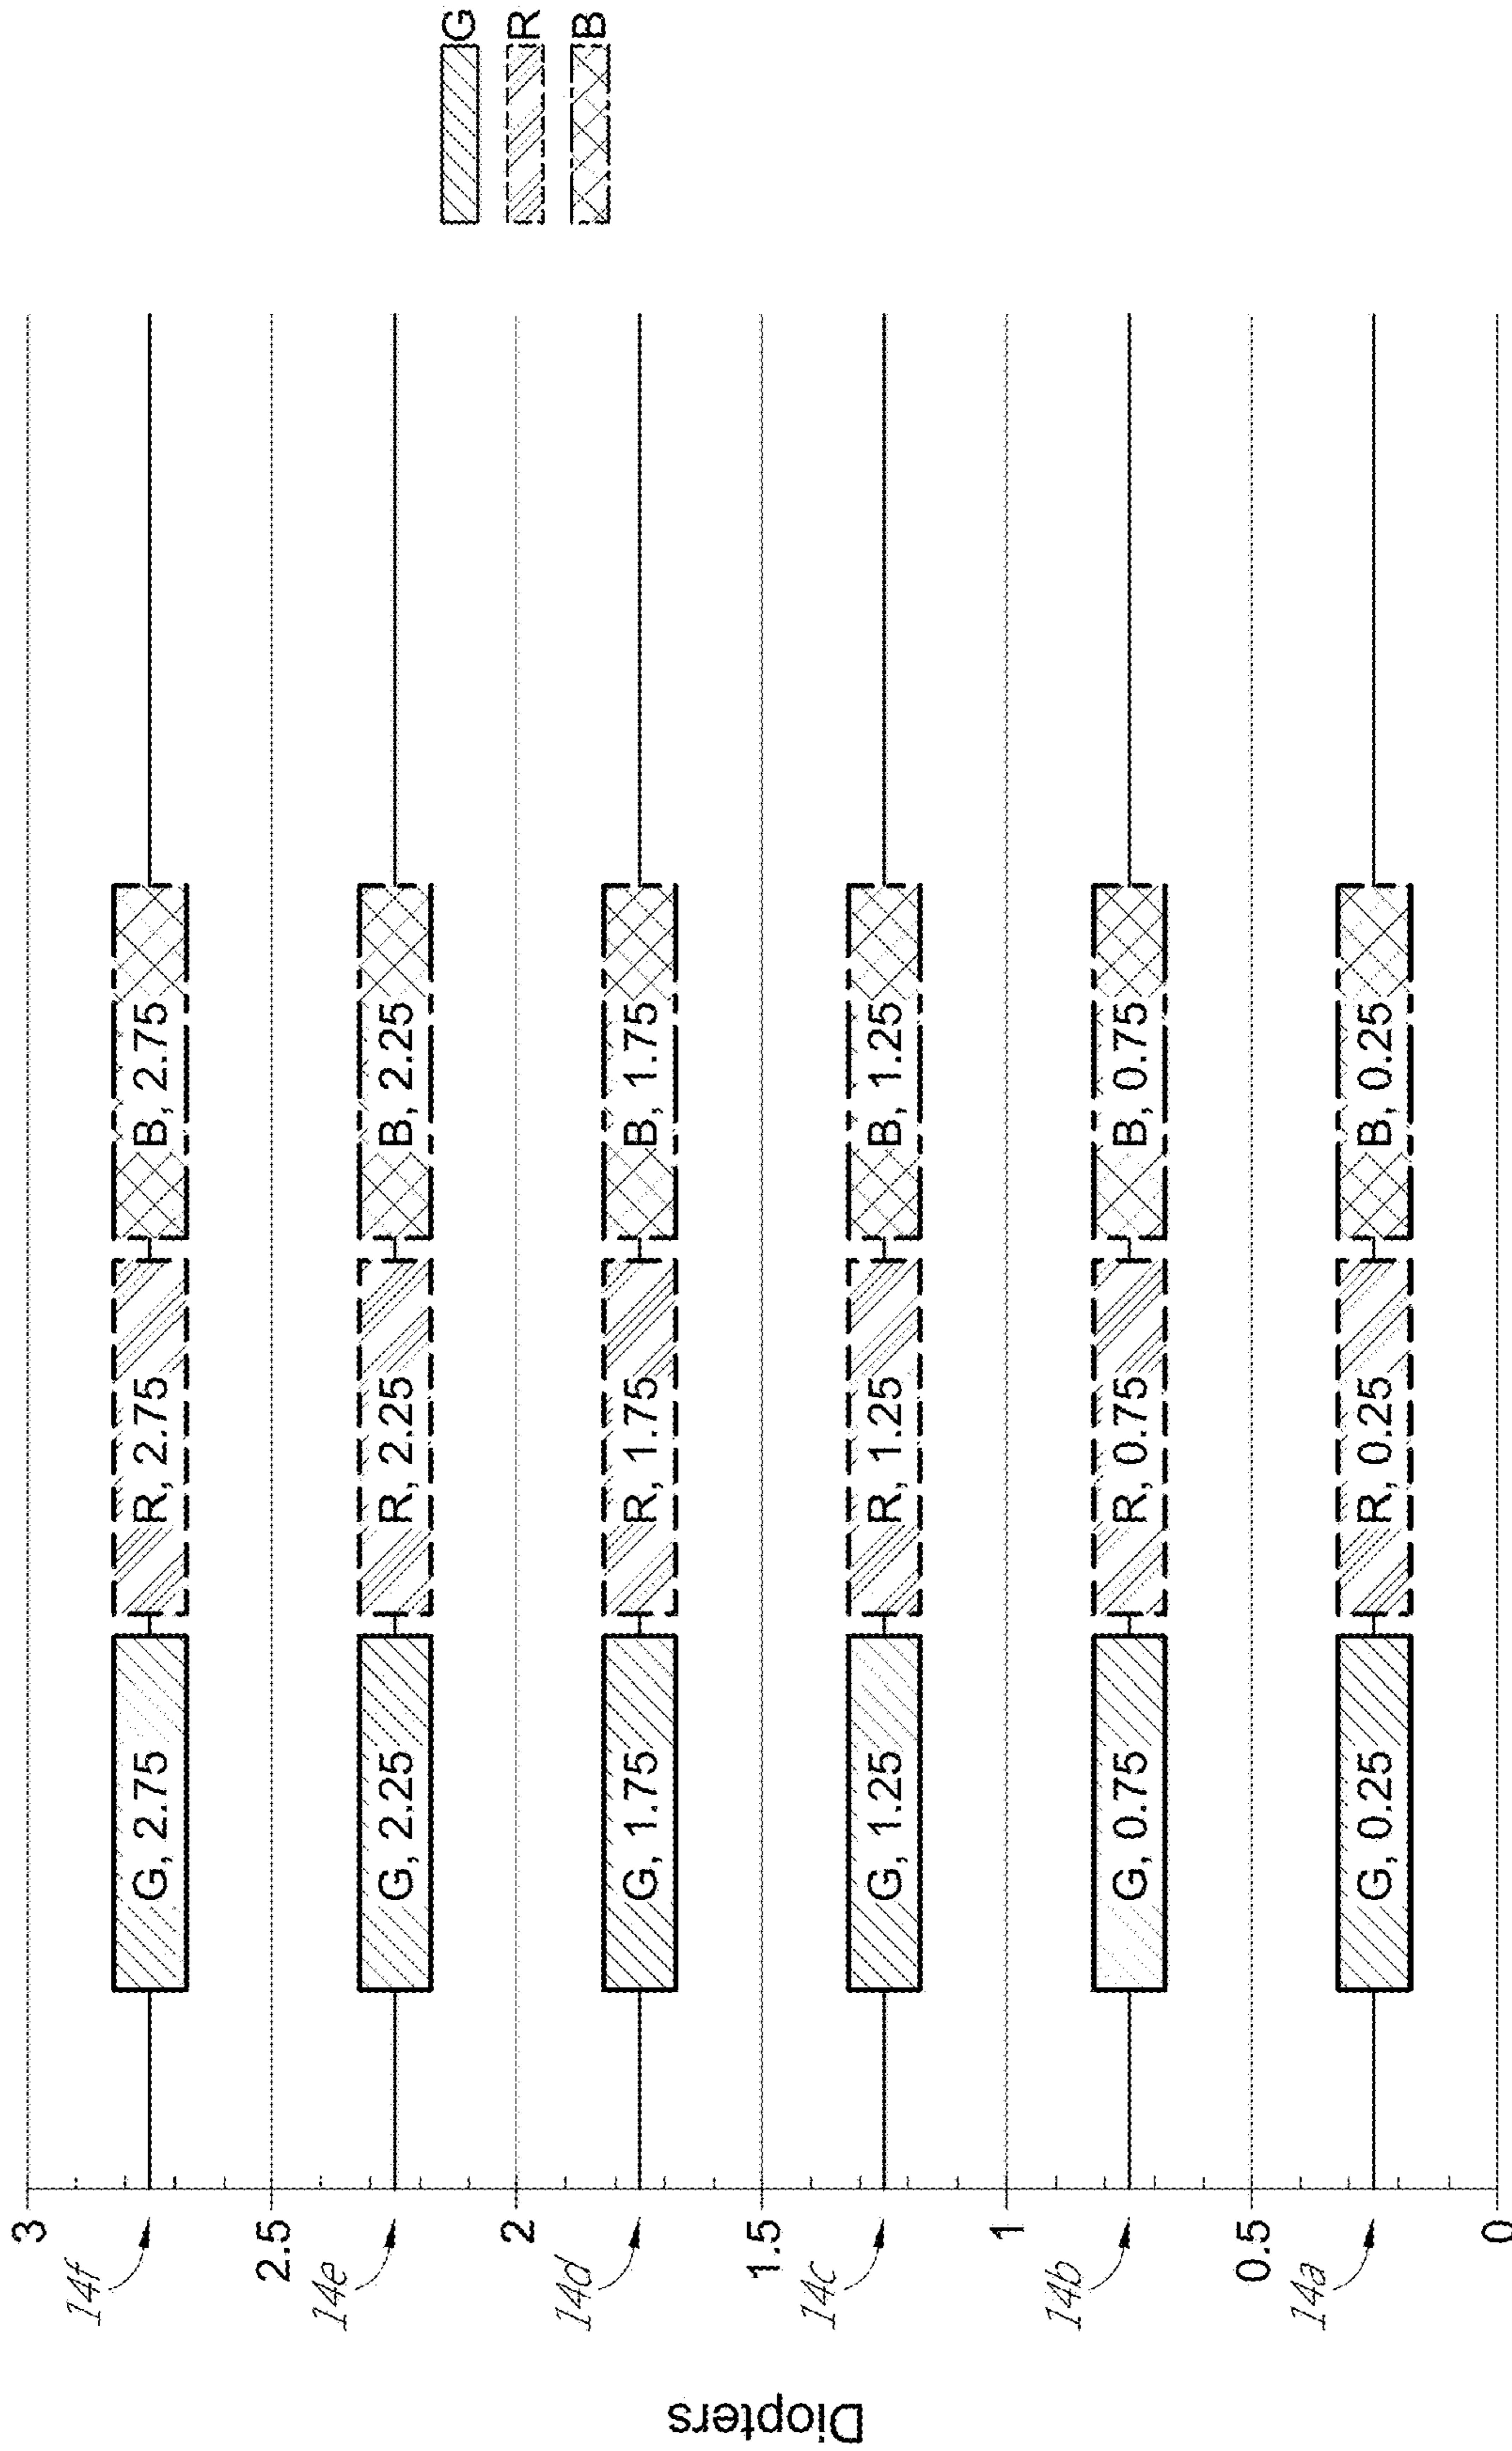 Diopters
3
14f
G, 2.75
R, 2.75
B, 2.75
2.5
14e
G, 2.25
R, 2.25
B, 2.25
2
14d
G, 1.75
R, 1.75
B, 1.75
1.5
14c
G, 1.25
R, 1.25
B, 1.25
1
14b
G, 0.75
R, 0.75
B, 0.75
0.5
14a
G, 0.25
R, 0.25
B, 0.25
0
G
R
B